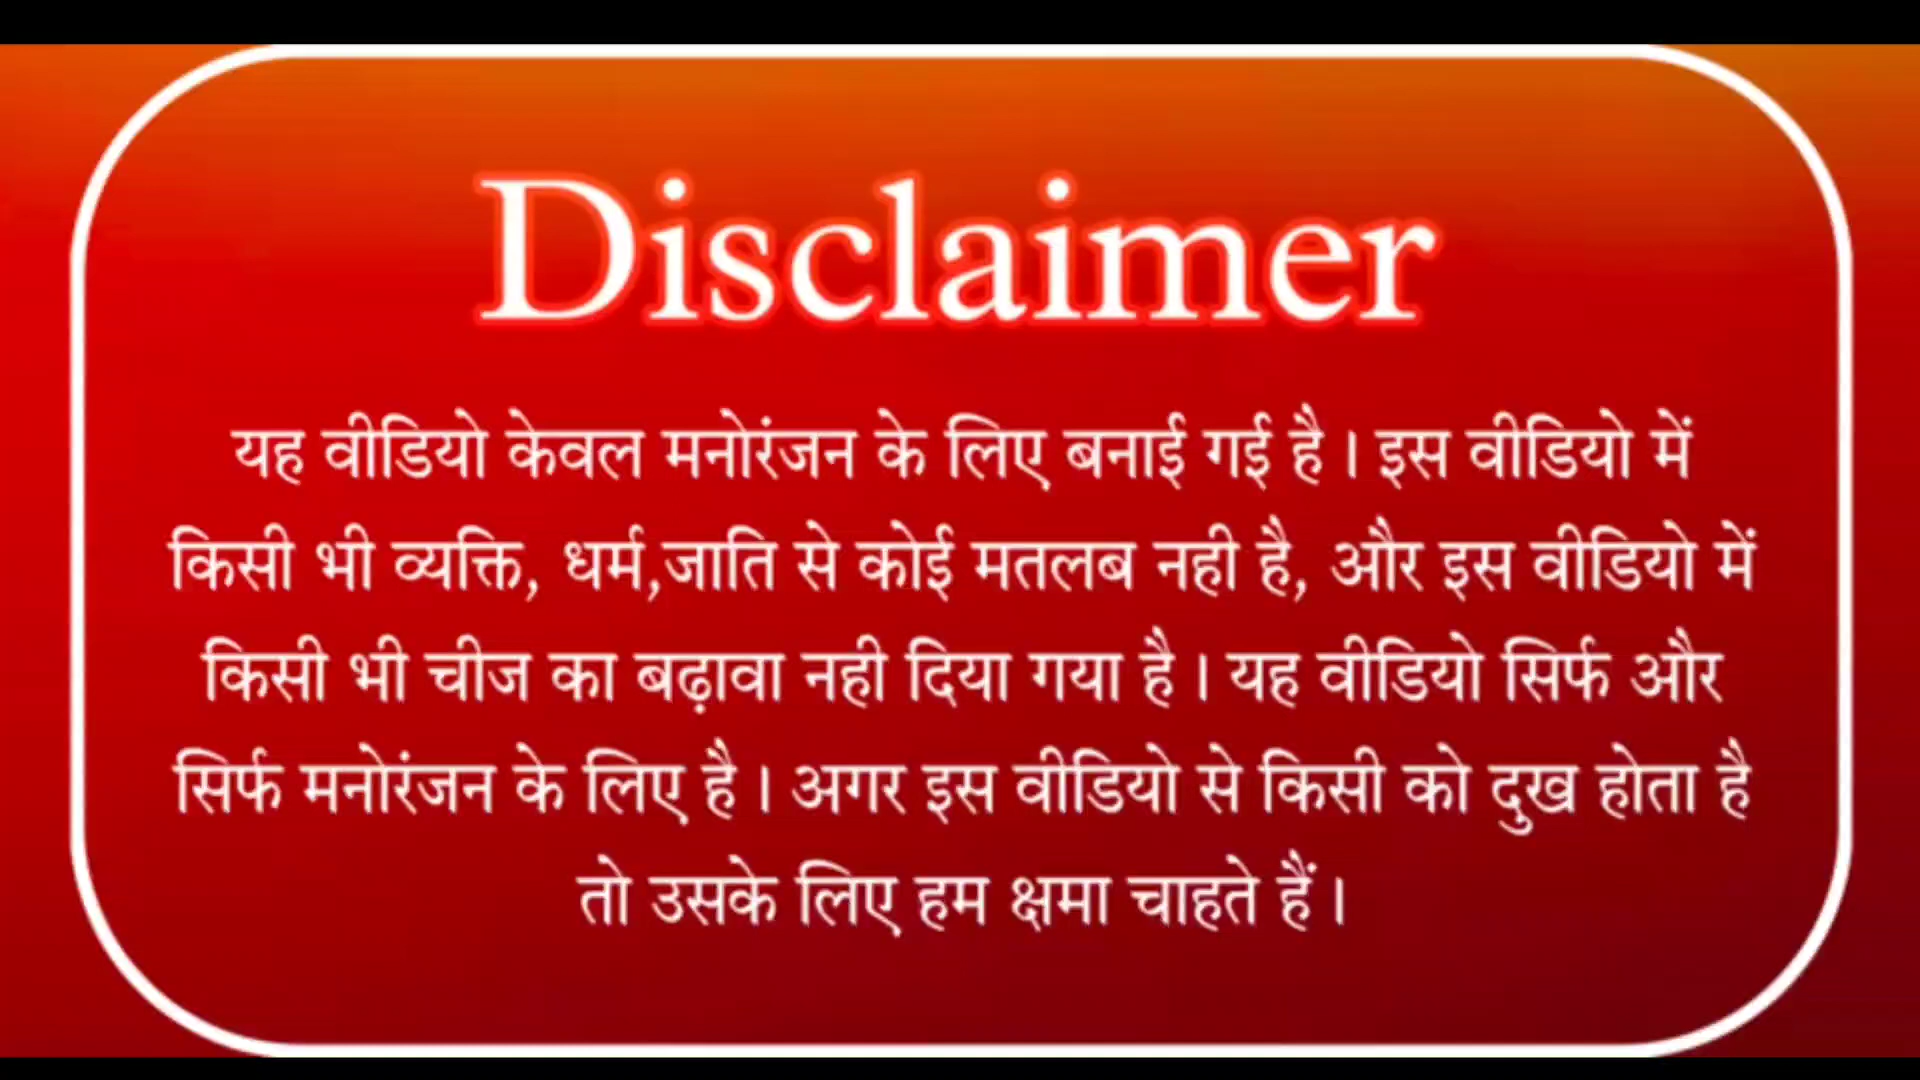 Disclaimer
यह वीडियो केवल मनोरंजन के लिए बनाई गई है । इस वीडियो में
किसी भी व्यक्ति, धर्म,जाति से कोई मतलब नही है, और इस वीडियो में
किसी भी चीज का बढ़ावा नही दिया गया है । यह वीडियो सिर्फ और
सिर्फ मनोरंजन के लिए है । अगर इस वीडियो से किसी को दुख होता है
तो उसके लिए हम क्षमा चाहते हैं ।